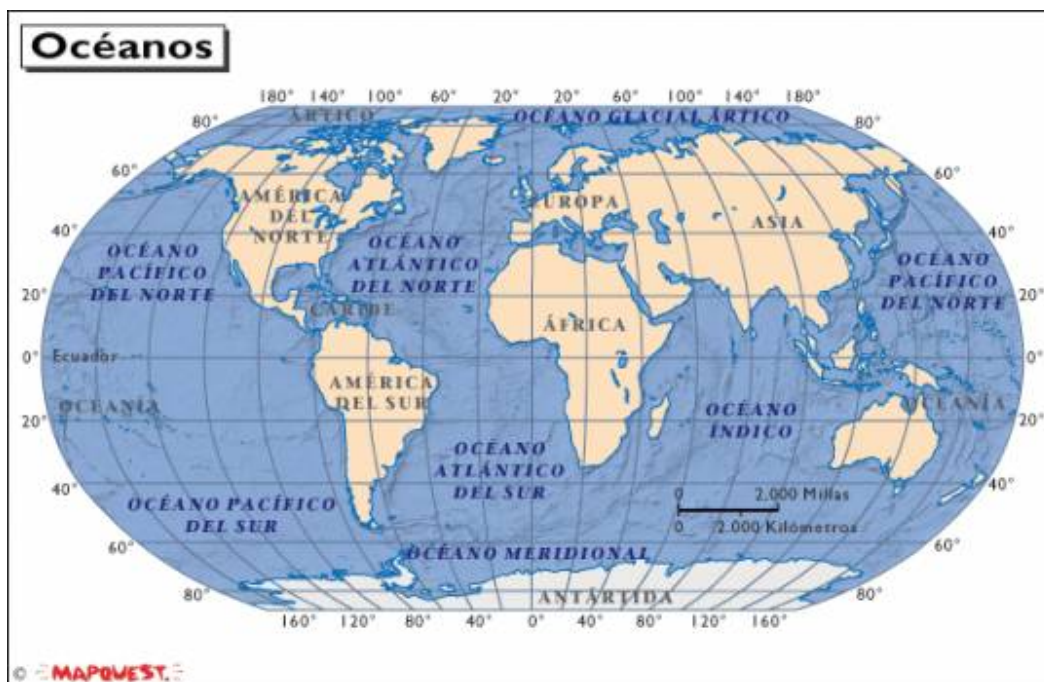 Océanos
180° 140° 100° 60° 20° 20° 60° 100° 140° 180°
ÁRTICO
OCÉANO GLACIAL ÁRTICO
80°
80°
60°
60°
AMÉRICA
DEL
NORTE
EUROPA
ASIA
40°
40°
OCÉANO
PACÍFICO
DEL NORTE
OCÉANO
ATLÁNTICO
DEL NORTE
OCÉANO
PACÍFICO
DEL NORTE
20°
20°
CARIBE
ÁFRICA
Ecuador
0°
0°
AMÉRICA
DEL SUR
OCEANÍA
OCEANÍA
20°
20°
OCÉANO
ÍNDICO
OCÉANO
ATLÁNTICO
DEL SUR
40°
40°
OCÉANO PACÍFICO
DEL SUR
0 2.000 Millas
0 2.000 Kilómetros
60°
60°
OCÉANO MERIDIONAL
80°
80°
ANTÁRTIDA
160° 120° 80° 40° 0° 40° 80° 120° 160°
© MAPQUEST